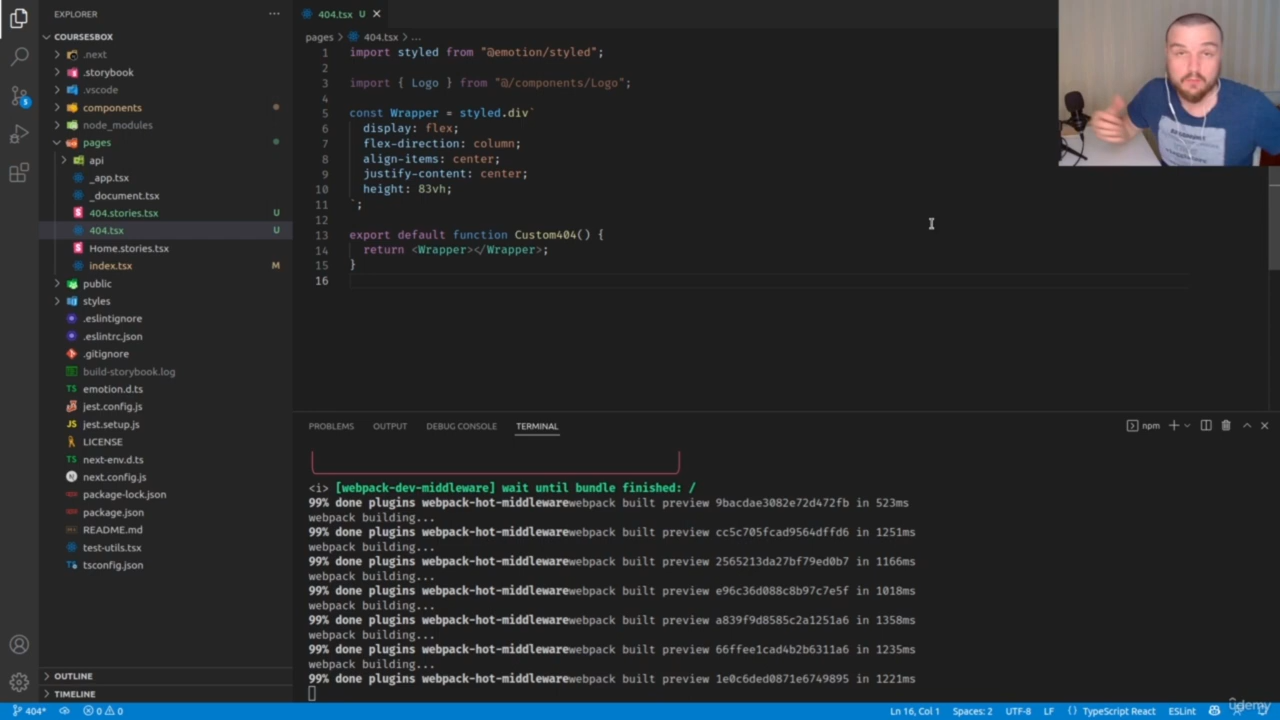 EXPLORER
COURSESBOX
.next
.storybook
.vscode
components
node_modules
pages
api
_app.tsx
_document.tsx
404.stories.tsx U
404.tsx U
Home.stories.tsx
index.tsx M
public
styles
.eslintignore
.eslintrc.json
.gitignore
build-storybook.log
emotion.d.ts
jest.config.js
jest.setup.js
LICENSE
next-env.d.ts
next.config.js
package-lock.json
package.json
README.md
test-utils.tsx
tsconfig.json
OUTLINE
TIMELINE
404.tsx U
pages > 404.tsx > ...
1 import styled from "@emotion/styled";
2
3 import { Logo } from "@/components/Logo";
4
5 const Wrapper = styled.div`
6 display: flex;
7 flex-direction: column;
8 align-items: center;
9 justify-content: center;
10 height: 83vh;
11 `;
12
13 export default function Custom404() {
14 return <Wrapper></Wrapper>;
15 }
16
PROBLEMS OUTPUT DEBUG CONSOLE TERMINAL npm
<i> [webpack-dev-middleware] wait until bundle finished: /
99% done plugins webpack-hot-middlewarewebpack built preview 9bacdae3082e72d472fb in 523ms
webpack building...
99% done plugins webpack-hot-middlewarewebpack built preview cc5c705fcad9564dffd6 in 1251ms
webpack building...
99% done plugins webpack-hot-middlewarewebpack built preview 2565213da27bf79ed0b7 in 1166ms
webpack building...
99% done plugins webpack-hot-middlewarewebpack built preview e96c36d088c8b97c7e5f in 1018ms
webpack building...
99% done plugins webpack-hot-middlewarewebpack built preview a839f9d8585c2a1251a6 in 1358ms
webpack building...
99% done plugins webpack-hot-middlewarewebpack built preview 66ffee1cad4b2b6311a6 in 1235ms
webpack building...
99% done plugins webpack-hot-middlewarewebpack built preview 1e0c6ded0871e6749895 in 1221ms
404* 0 0 Ln 16, Col 1 Spaces: 2 UTF-8 LF TypeScript React ESLint
udemy